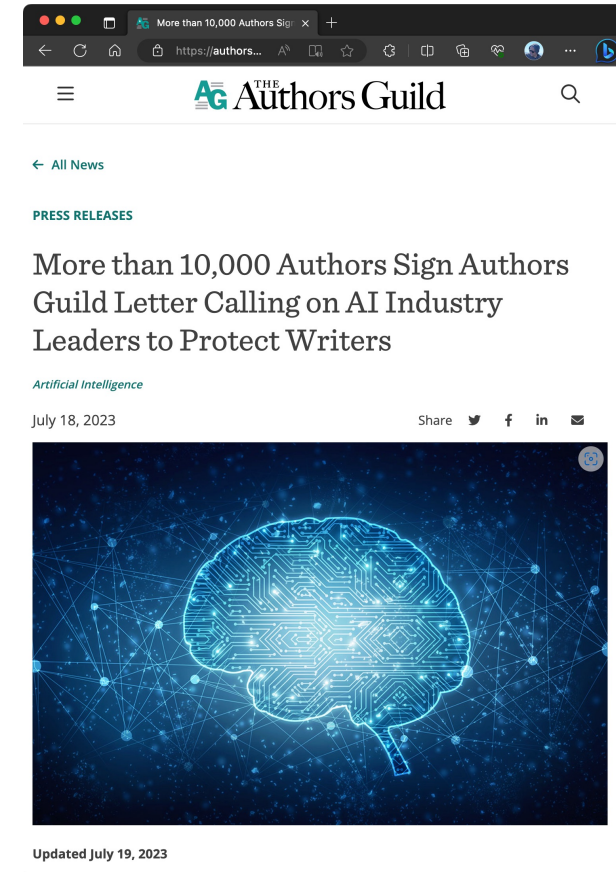 More than 10,000 Authors Sign
https://authors...
AG THE Authors Guild
← All News
PRESS RELEASES
More than 10,000 Authors Sign Authors
Guild Letter Calling on AI Industry
Leaders to Protect Writers
Artificial Intelligence
July 18, 2023
Share
Updated July 19, 2023